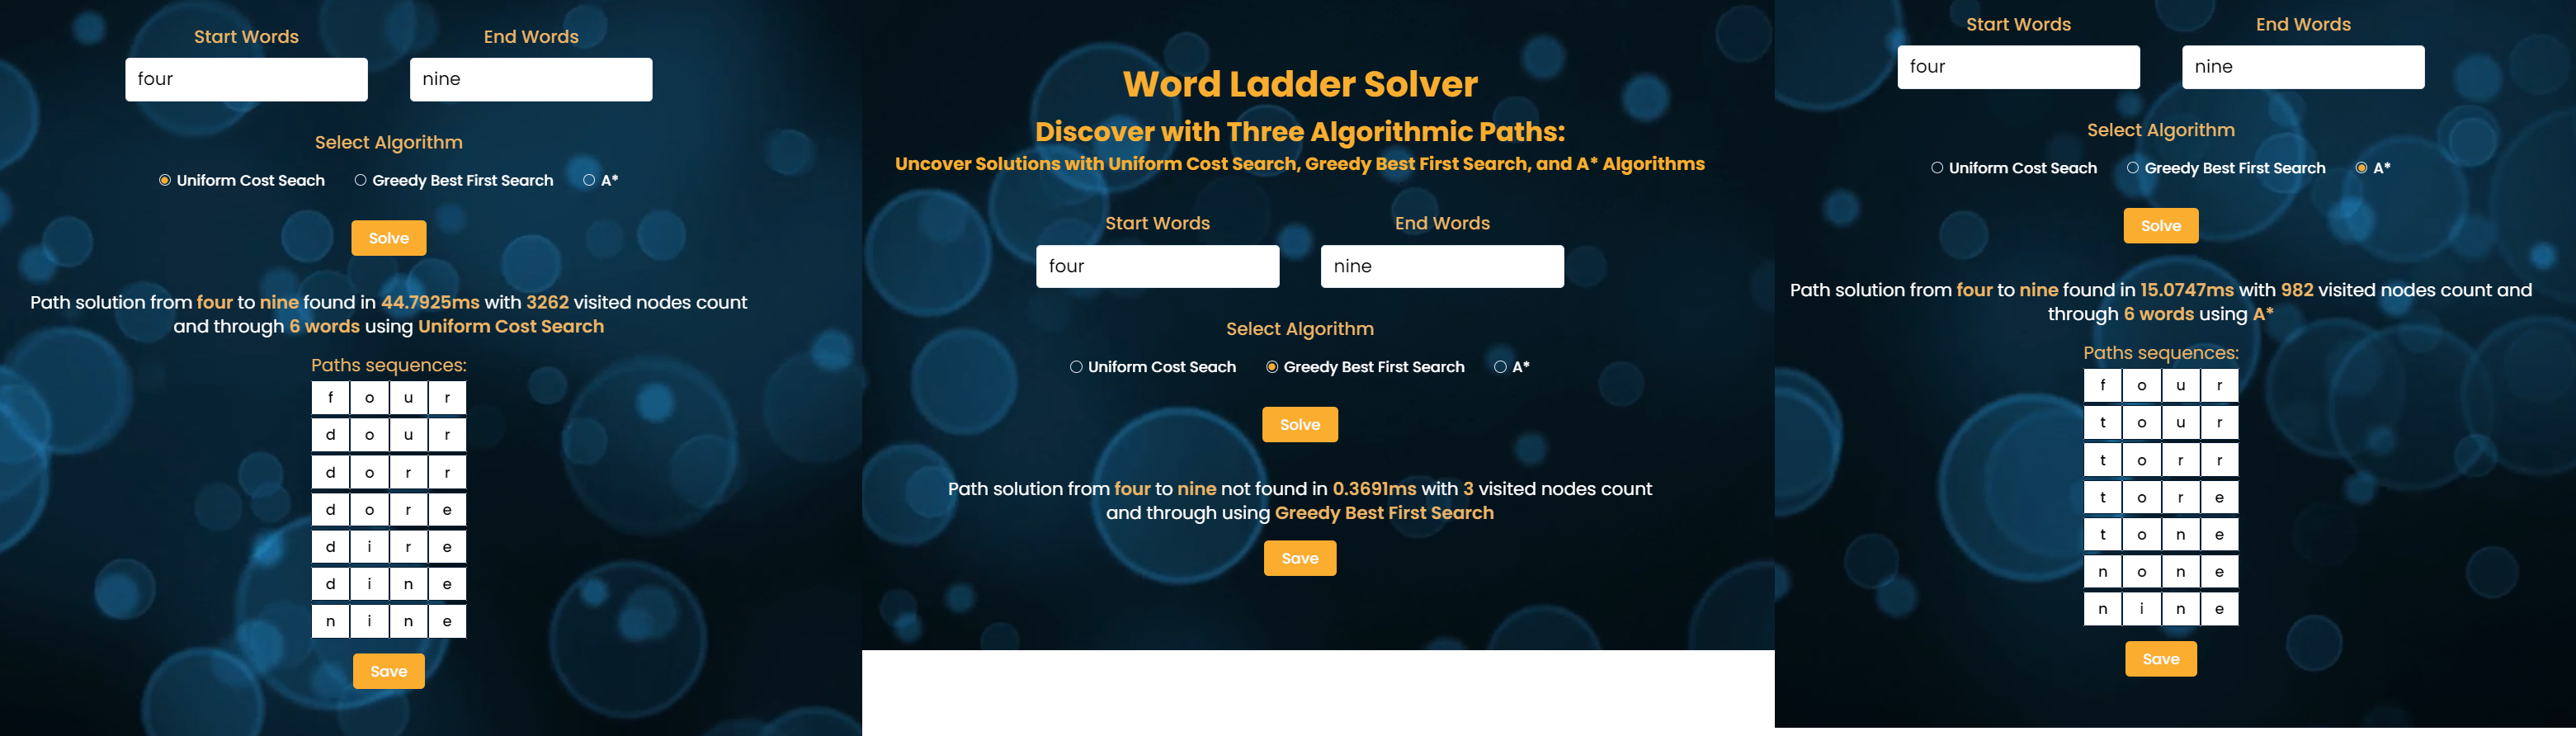 Start Words
End Words
four
nine
Select Algorithm
Uniform Cost Seach
Greedy Best First Search
A*
Solve
Path solution from four to nine found in 44.7925ms with 3262 visited nodes count
and through 6 words using Uniform Cost Search
Paths sequences:
f o u r
d o u r
d o r r
d o r e
d i r e
d i n e
n i n e
Save
Word Ladder Solver
Discover with Three Algorithmic Paths:
Uncover Solutions with Uniform Cost Search, Greedy Best First Search, and A* Algorithms
Start Words
End Words
four
nine
Select Algorithm
Uniform Cost Seach
Greedy Best First Search
A*
Solve
Path solution from four to nine not found in 0.3691ms with 3 visited nodes count
and through using Greedy Best First Search
Save
Start Words
End Words
four
nine
Select Algorithm
Uniform Cost Seach
Greedy Best First Search
A*
Solve
Path solution from four to nine found in 15.0747ms with 982 visited nodes count and
through 6 words using A*
Paths sequences:
f o u r
t o u r
t o r r
t o r e
t o n e
n o n e
n i n e
Save